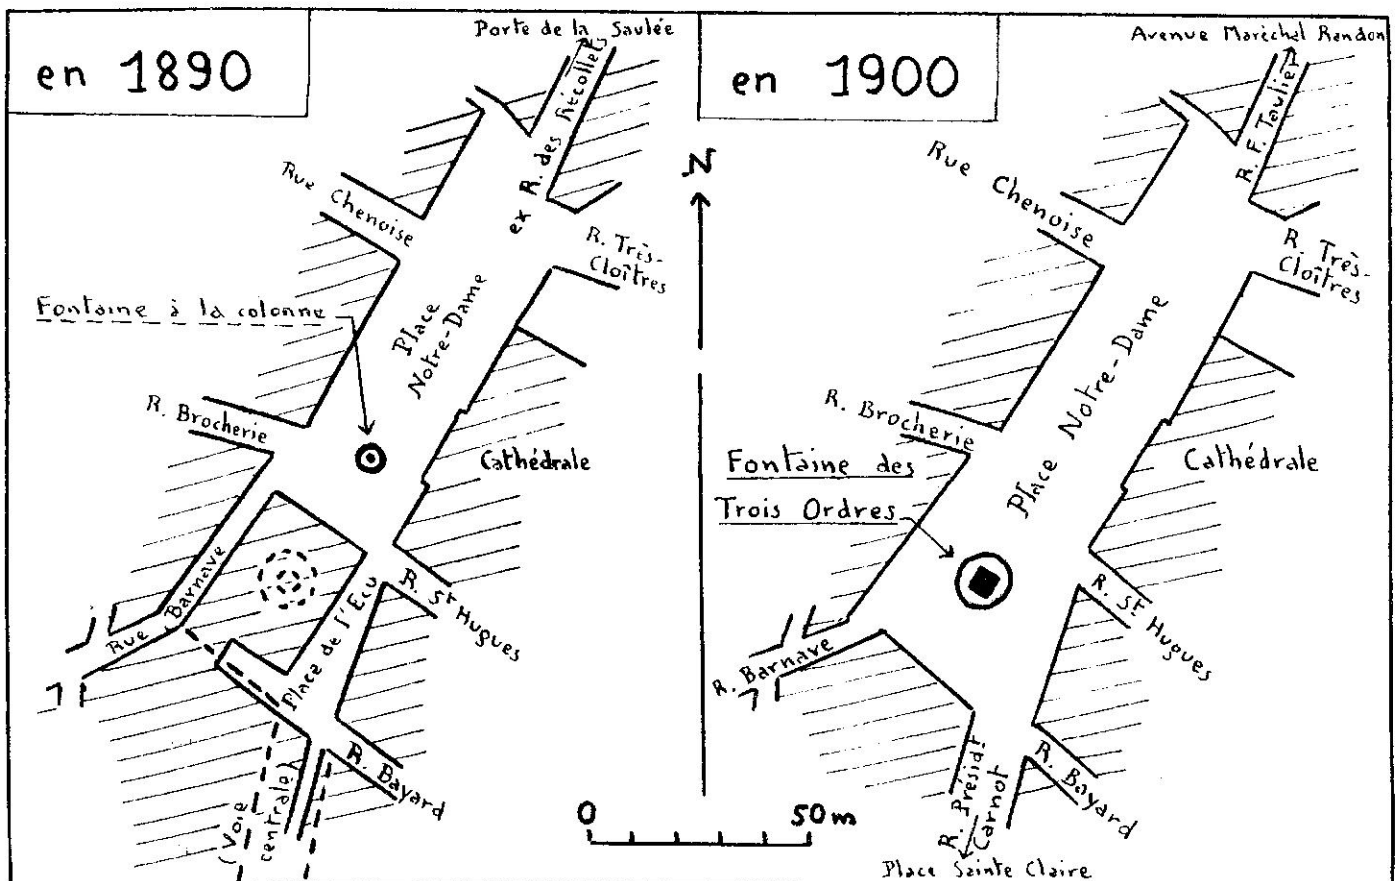 en 1890
Porte de la Saulée
ex R. des Récollets
Rue Chenoise
R. Très-
Cloîtres
Fontaine à la colonne
Place
Notre-Dame
R. Brocherie
Cathédrale
Rue Barnave
Place de l'Ecu
R. St Hugues
R. Bayard
(Voie
centrale)
N
0 50m
en 1900
Avenue Maréchal Randon
R. F. Taulier
Rue Chenoise
R. Très-
Cloîtres
Place Notre-Dame
R. Brocherie
Fontaine des
Trois Ordres
Cathédrale
R. Barnave
R. St Hugues
R. Bayard
R. Présidt
Carnot
Place Sainte Claire